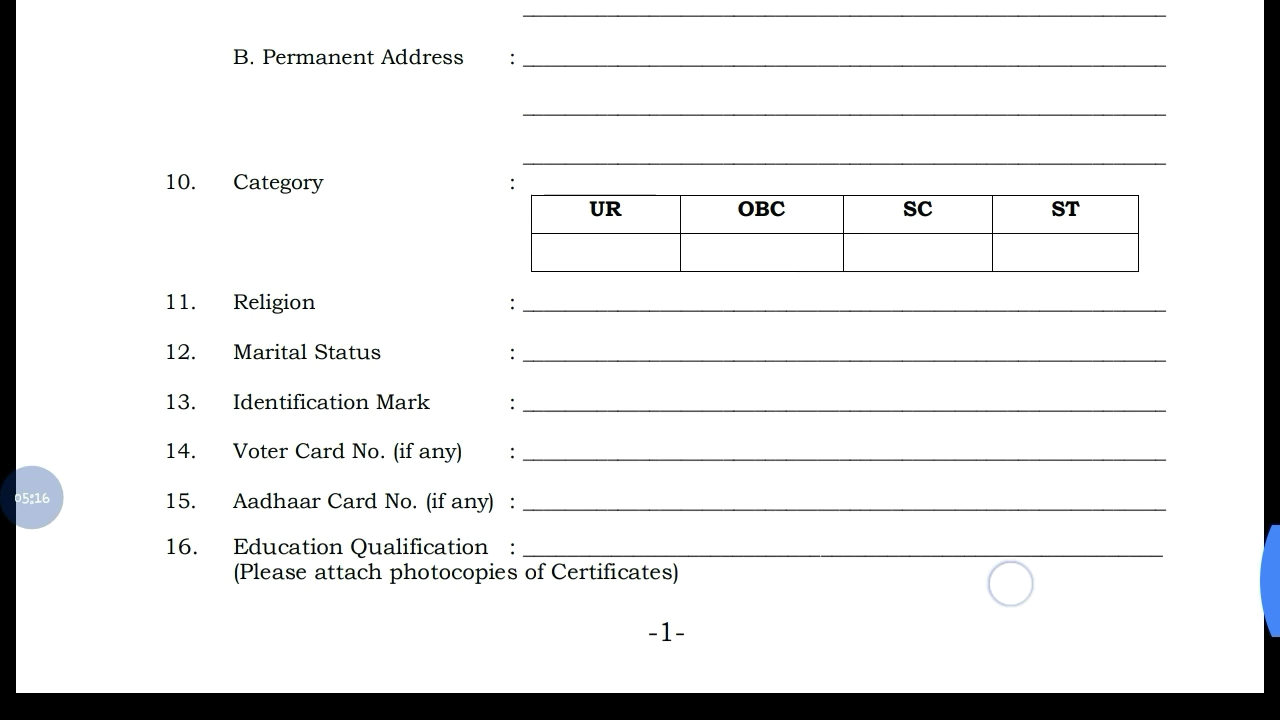 B. Permanent Address :
10. Category :
UR OBC SC ST
11. Religion :
12. Marital Status :
13. Identification Mark :
14. Voter Card No. (if any) :
15. Aadhaar Card No. (if any) :
16. Education Qualification :
(Please attach photocopies of Certificates)
-1-
05:16